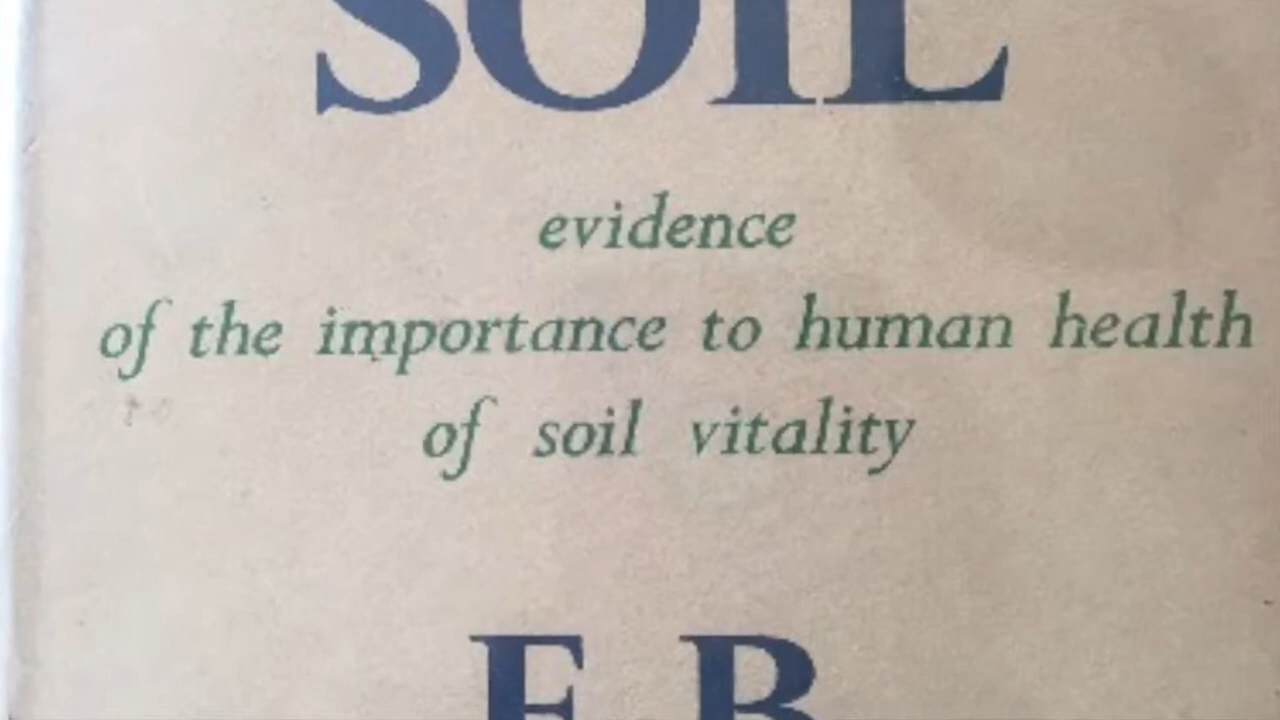 SOIL
evidence
of the importance to human health
of soil vitality
E B